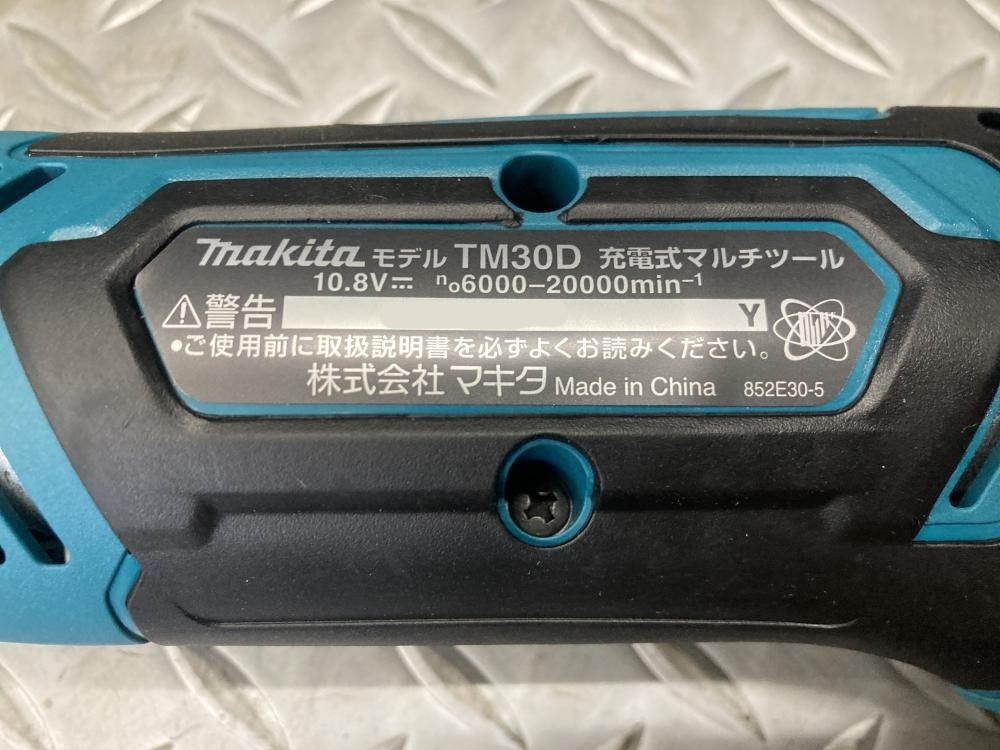 makita モデル TM30D 充電式マルチツール
10.8V⎓ no6000−20000min−1
⚠警告 Y
•ご使用前に取扱説明書を必ずよくお読みください。
株式会社マキタ Made in China 852E30-5